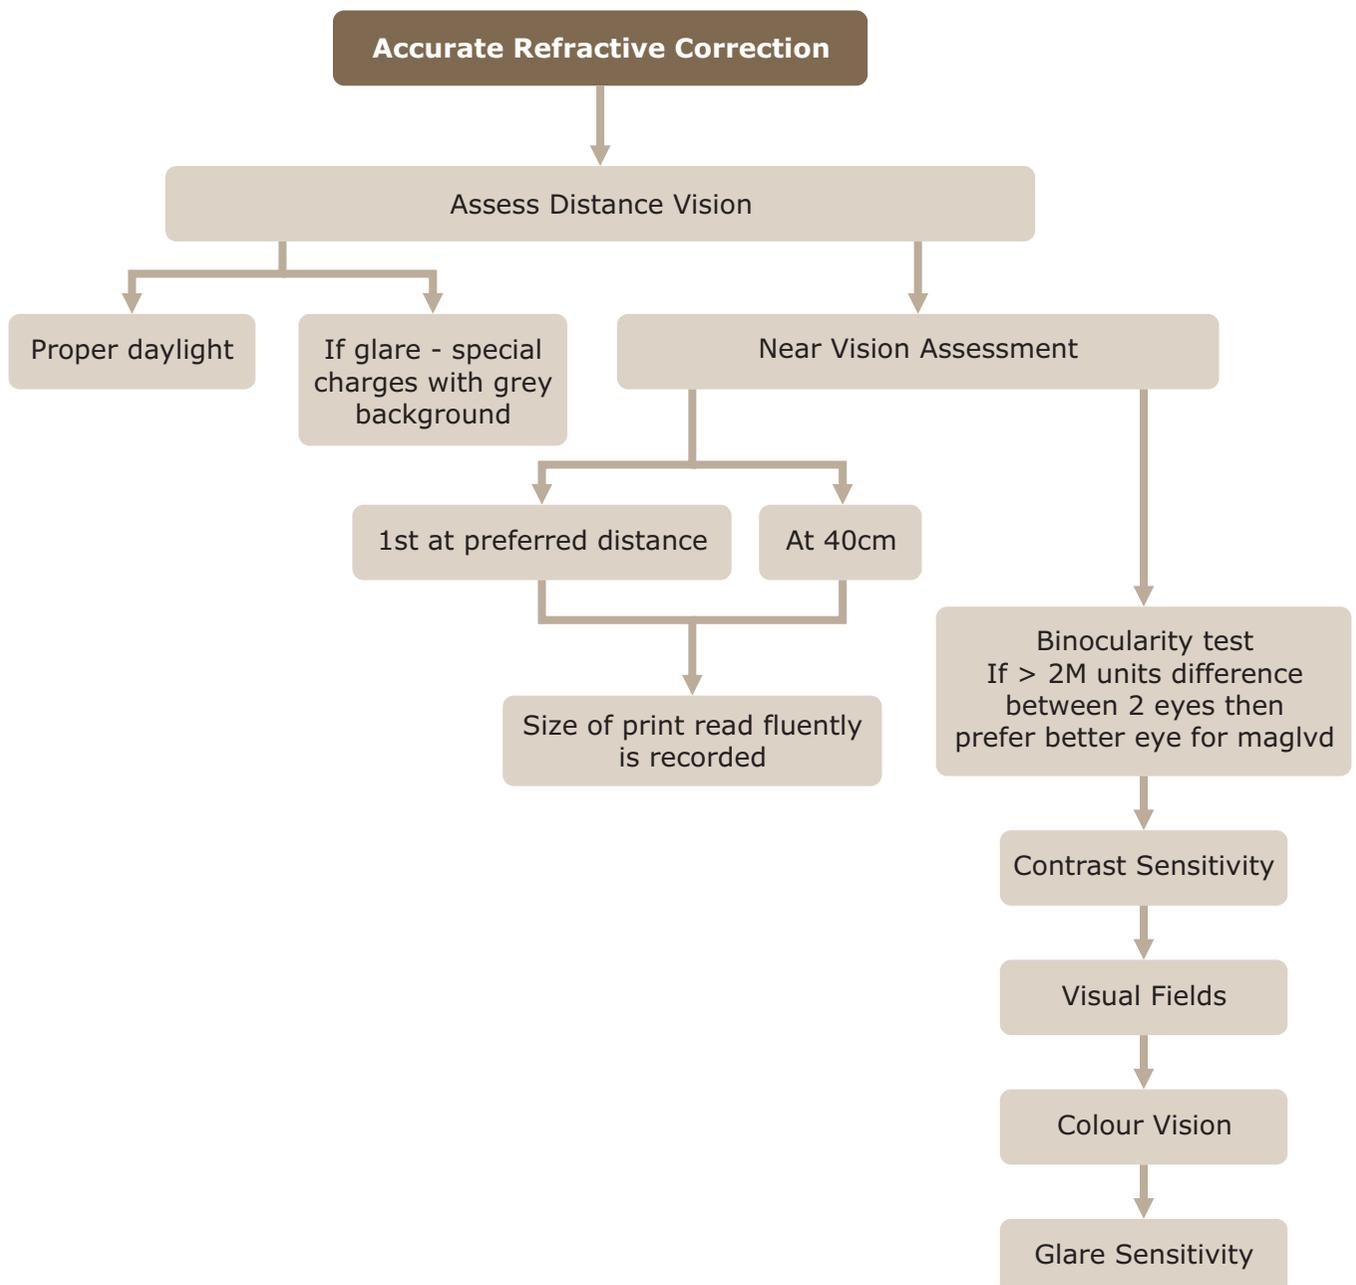 Accurate Refractive Correction
Assess Distance Vision
Proper daylight
If glare - special
charges with grey
background
Near Vision Assessment
1st at preferred distance
At 40cm
Size of print read fluently
is recorded
Binocularity test
If > 2M units difference
between 2 eyes then
prefer better eye for maglvd
Contrast Sensitivity
Visual Fields
Colour Vision
Glare Sensitivity